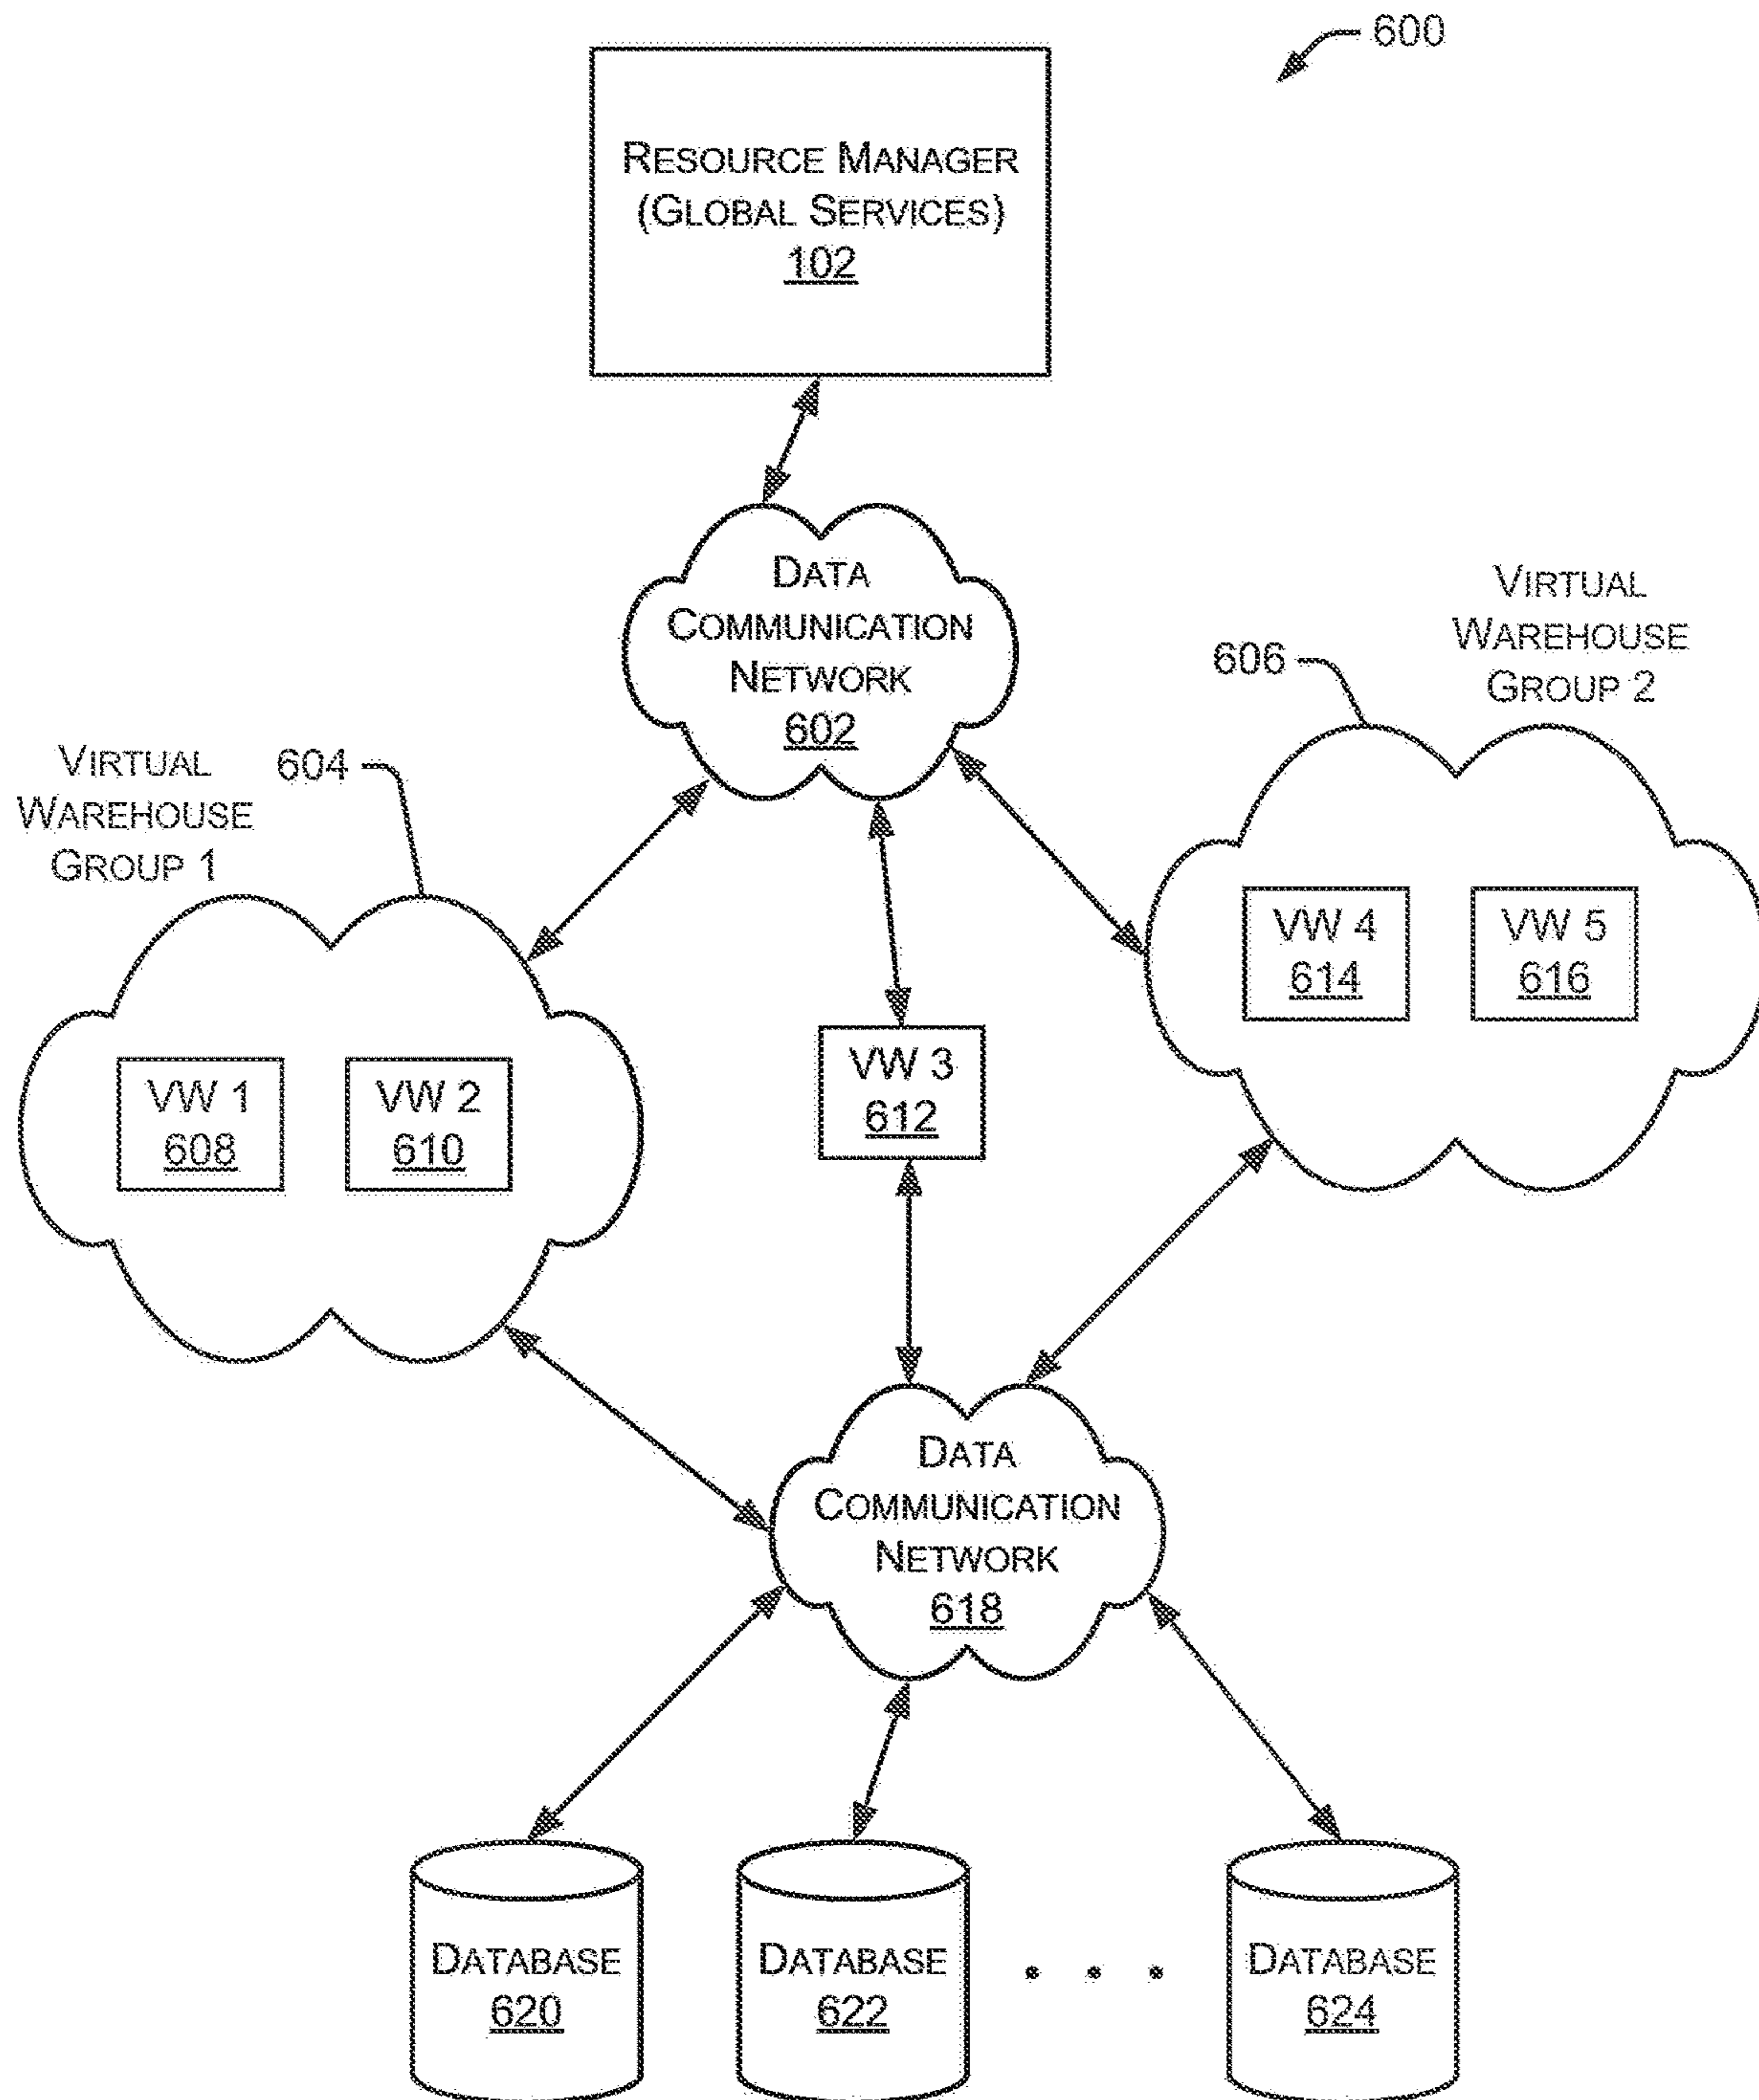 600
RESOURCE MANAGER
(GLOBAL SERVICES)
102
DATA
COMMUNICATION
NETWORK
602
VIRTUAL
WAREHOUSE
GROUP 2
606
VIRTUAL
WAREHOUSE
GROUP 1
604
VW 4
614
VW 5
616
VW 3
612
VW 1
608
VW 2
610
DATA
COMMUNICATION
NETWORK
618
DATABASE
620
DATABASE
622
• • •
DATABASE
624